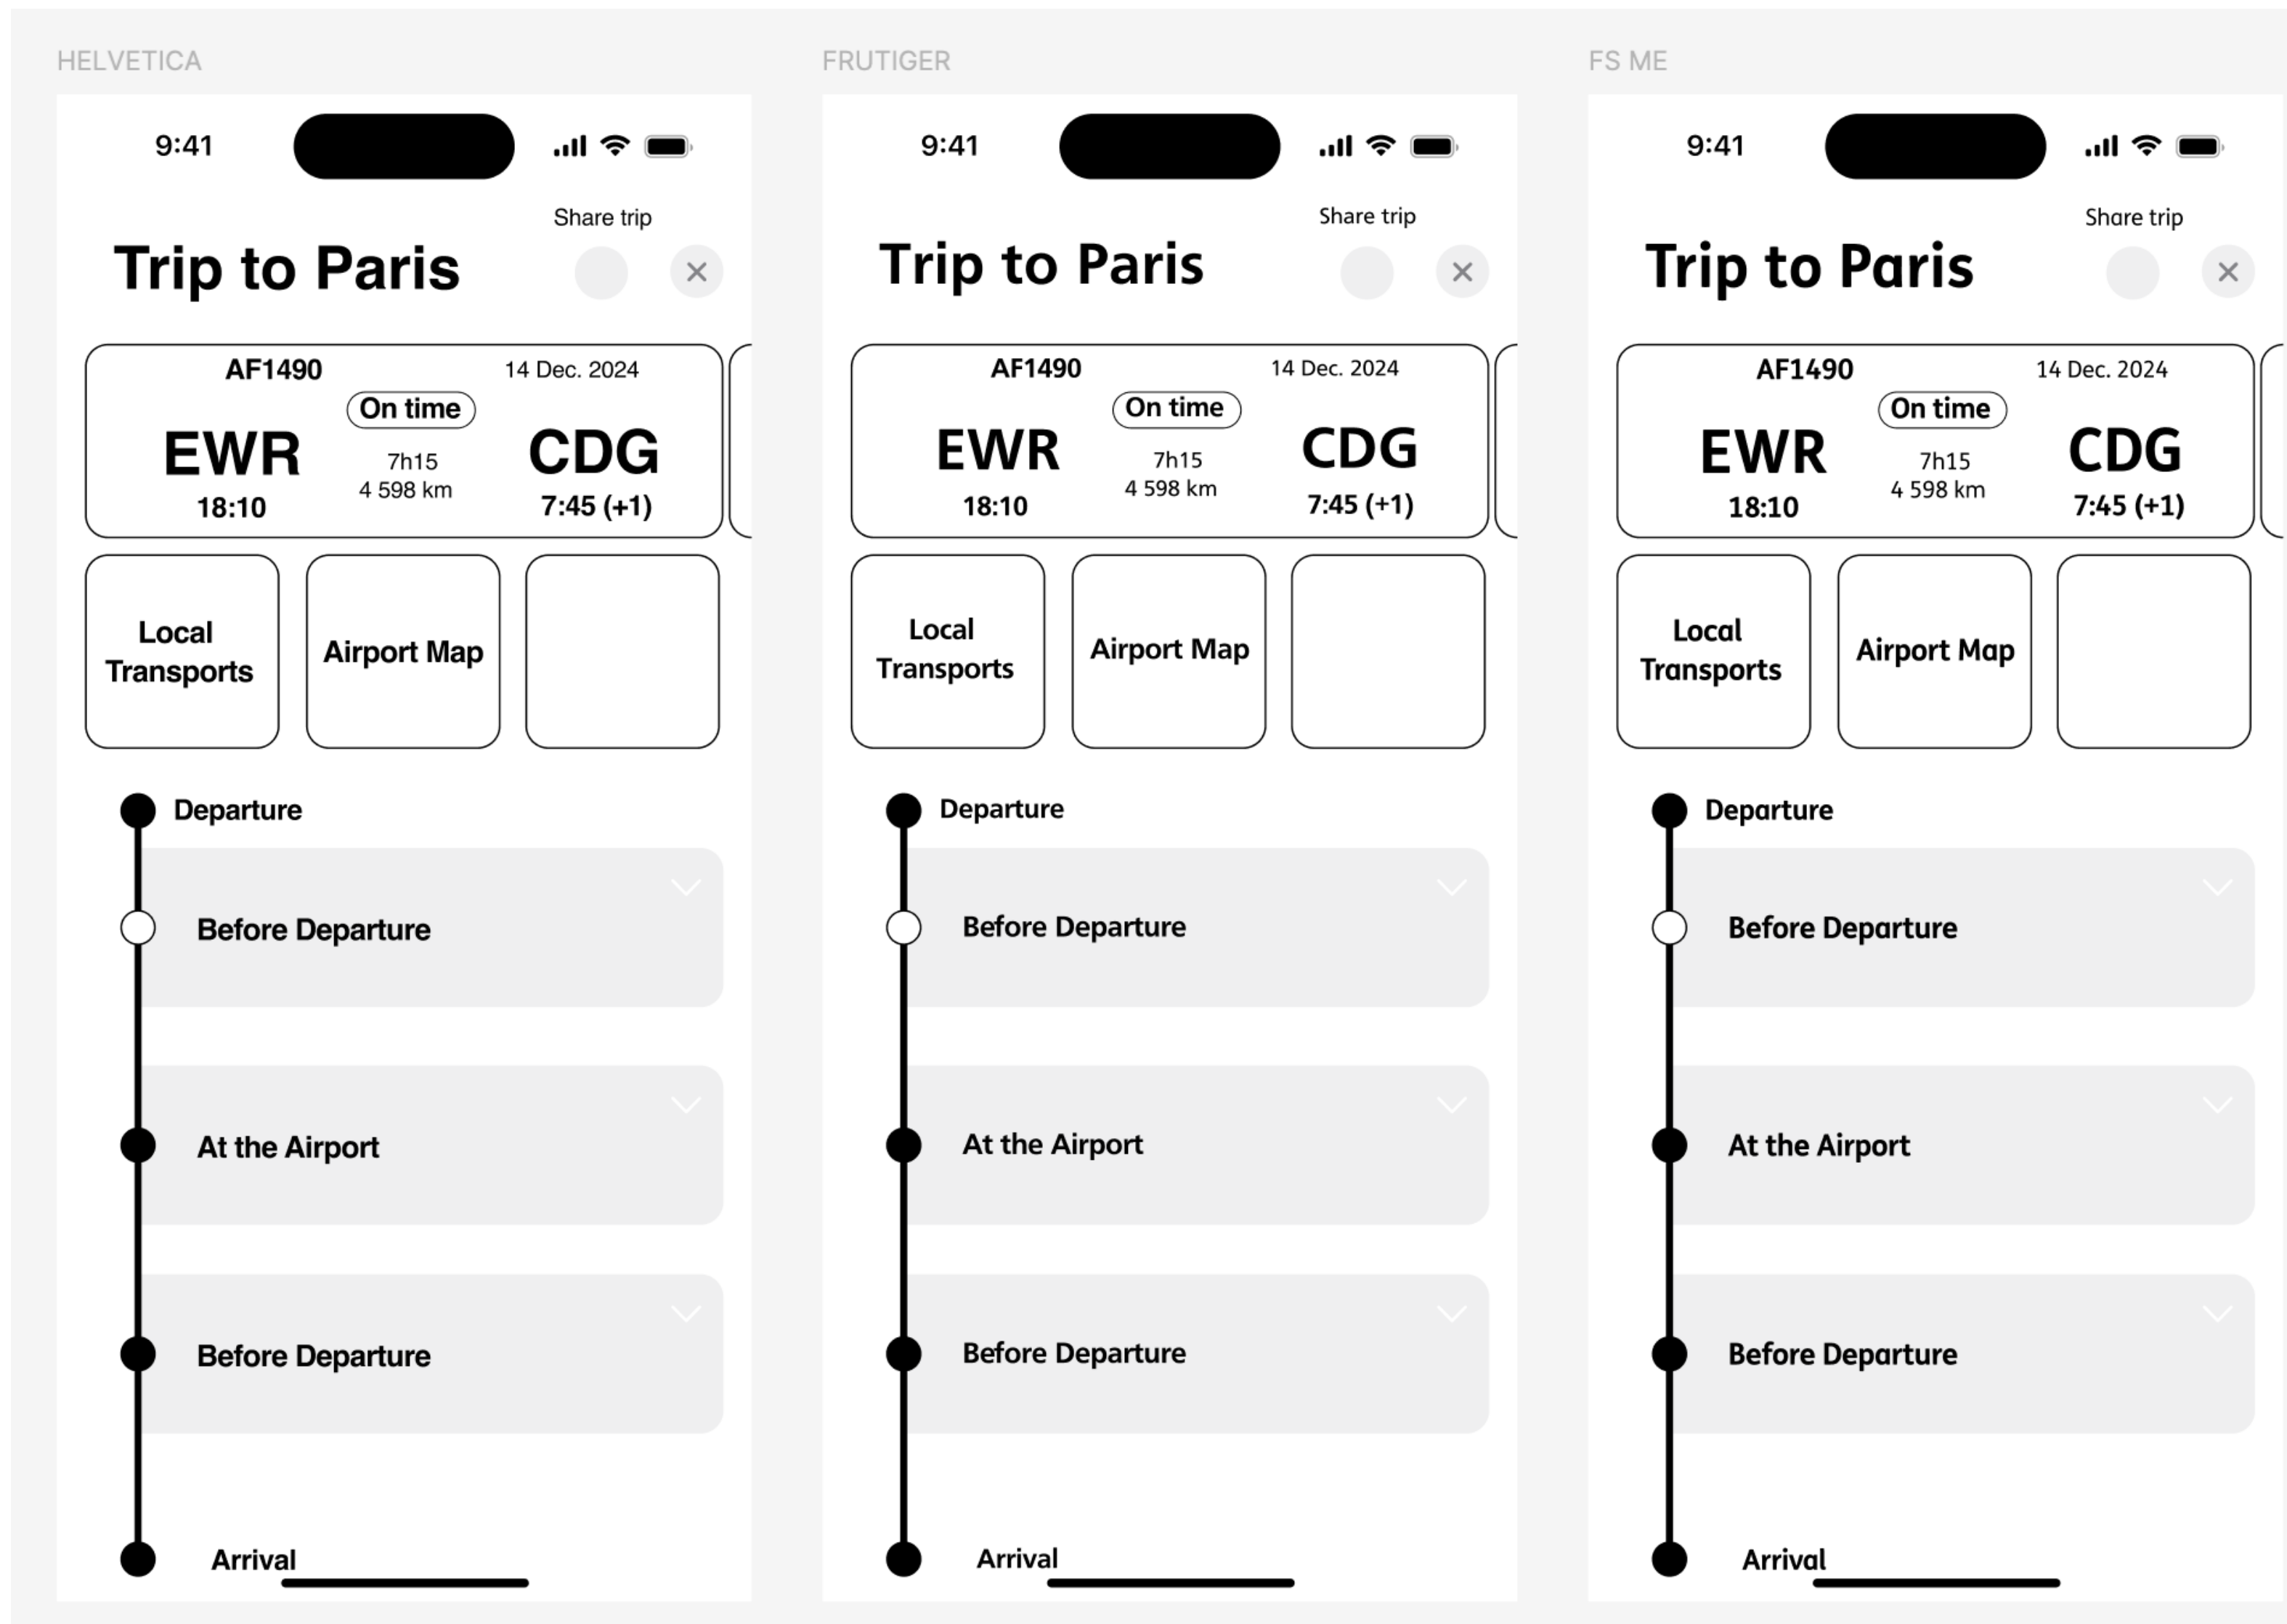 HELVETICA
9:41
Share trip
Trip to Paris
AF1490
14 Dec. 2024
On time
EWR
CDG
7h15
4 598 km
18:10
7:45 (+1)
Local
Transports
Airport Map
Departure
Before Departure
At the Airport
Before Departure
Arrival
FRUTIGER
9:41
Share trip
Trip to Paris
AF1490
14 Dec. 2024
On time
EWR
CDG
7h15
4 598 km
18:10
7:45 (+1)
Local
Transports
Airport Map
Departure
Before Departure
At the Airport
Before Departure
Arrival
FS ME
9:41
Share trip
Trip to Paris
AF1490
14 Dec. 2024
On time
EWR
CDG
7h15
4 598 km
18:10
7:45 (+1)
Local
Transports
Airport Map
Departure
Before Departure
At the Airport
Before Departure
Arrival